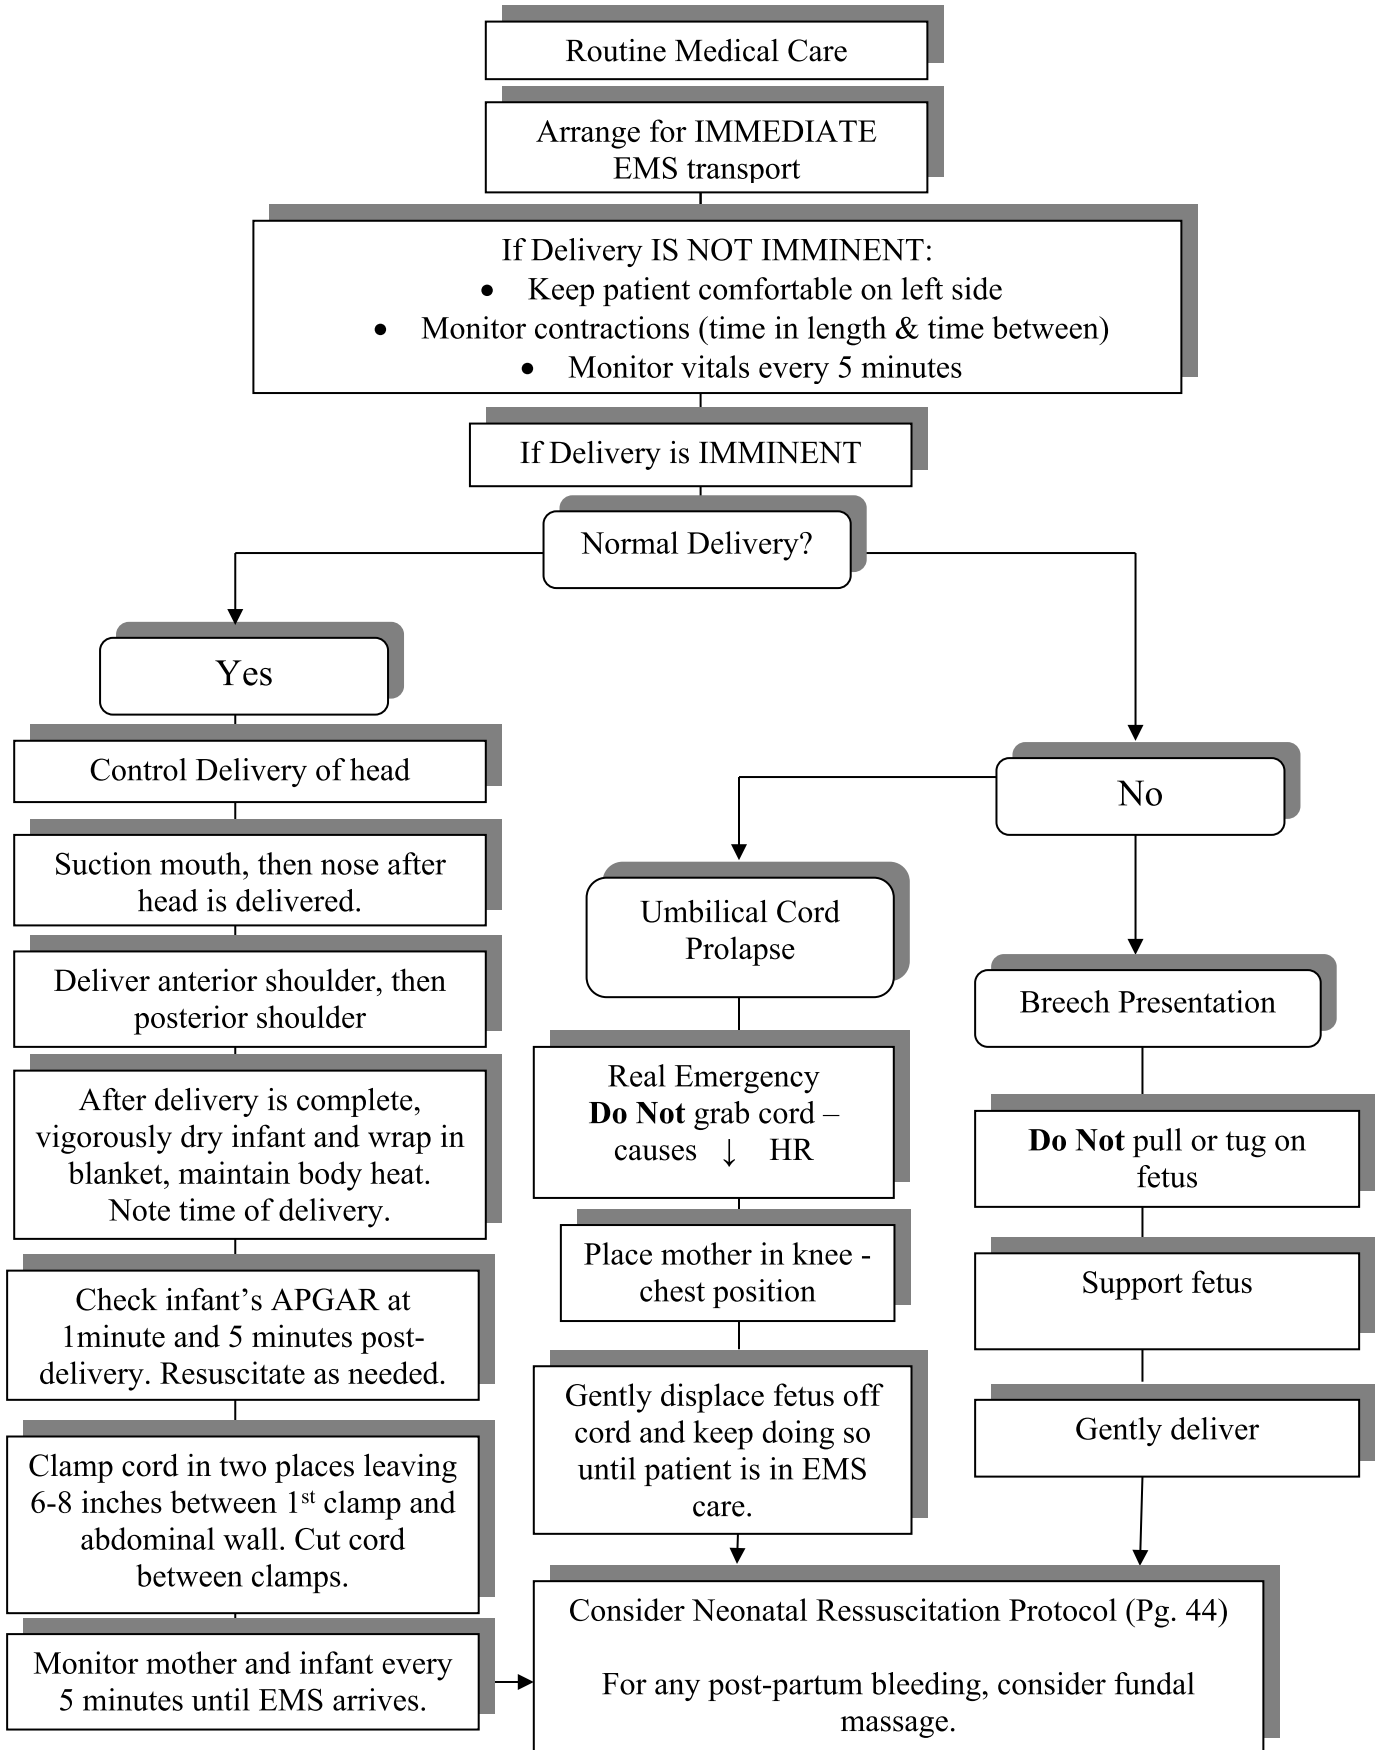 Routine Medical Care
Arrange for IMMEDIATE
EMS transport
If Delivery IS NOT IMMINENT:
• Keep patient comfortable on left side
• Monitor contractions (time in length & time between)
• Monitor vitals every 5 minutes
If Delivery is IMMINENT
Normal Delivery?
Yes
Control Delivery of head
Suction mouth, then nose after
head is delivered.
Deliver anterior shoulder, then
posterior shoulder
After delivery is complete,
vigorously dry infant and wrap in
blanket, maintain body heat.
Note time of delivery.
Check infant’s APGAR at
1minute and 5 minutes post-
delivery. Resuscitate as needed.
Clamp cord in two places leaving
6-8 inches between 1st clamp and
abdominal wall. Cut cord
between clamps.
Monitor mother and infant every
5 minutes until EMS arrives.
No
Umbilical Cord
Prolapse
Real Emergency
Do Not grab cord –
causes ↓ HR
Place mother in knee -
chest position
Gently displace fetus off
cord and keep doing so
until patient is in EMS
care.
Breech Presentation
Do Not pull or tug on
fetus
Support fetus
Gently deliver
Consider Neonatal Ressuscitation Protocol (Pg. 44)
For any post-partum bleeding, consider fundal
massage.